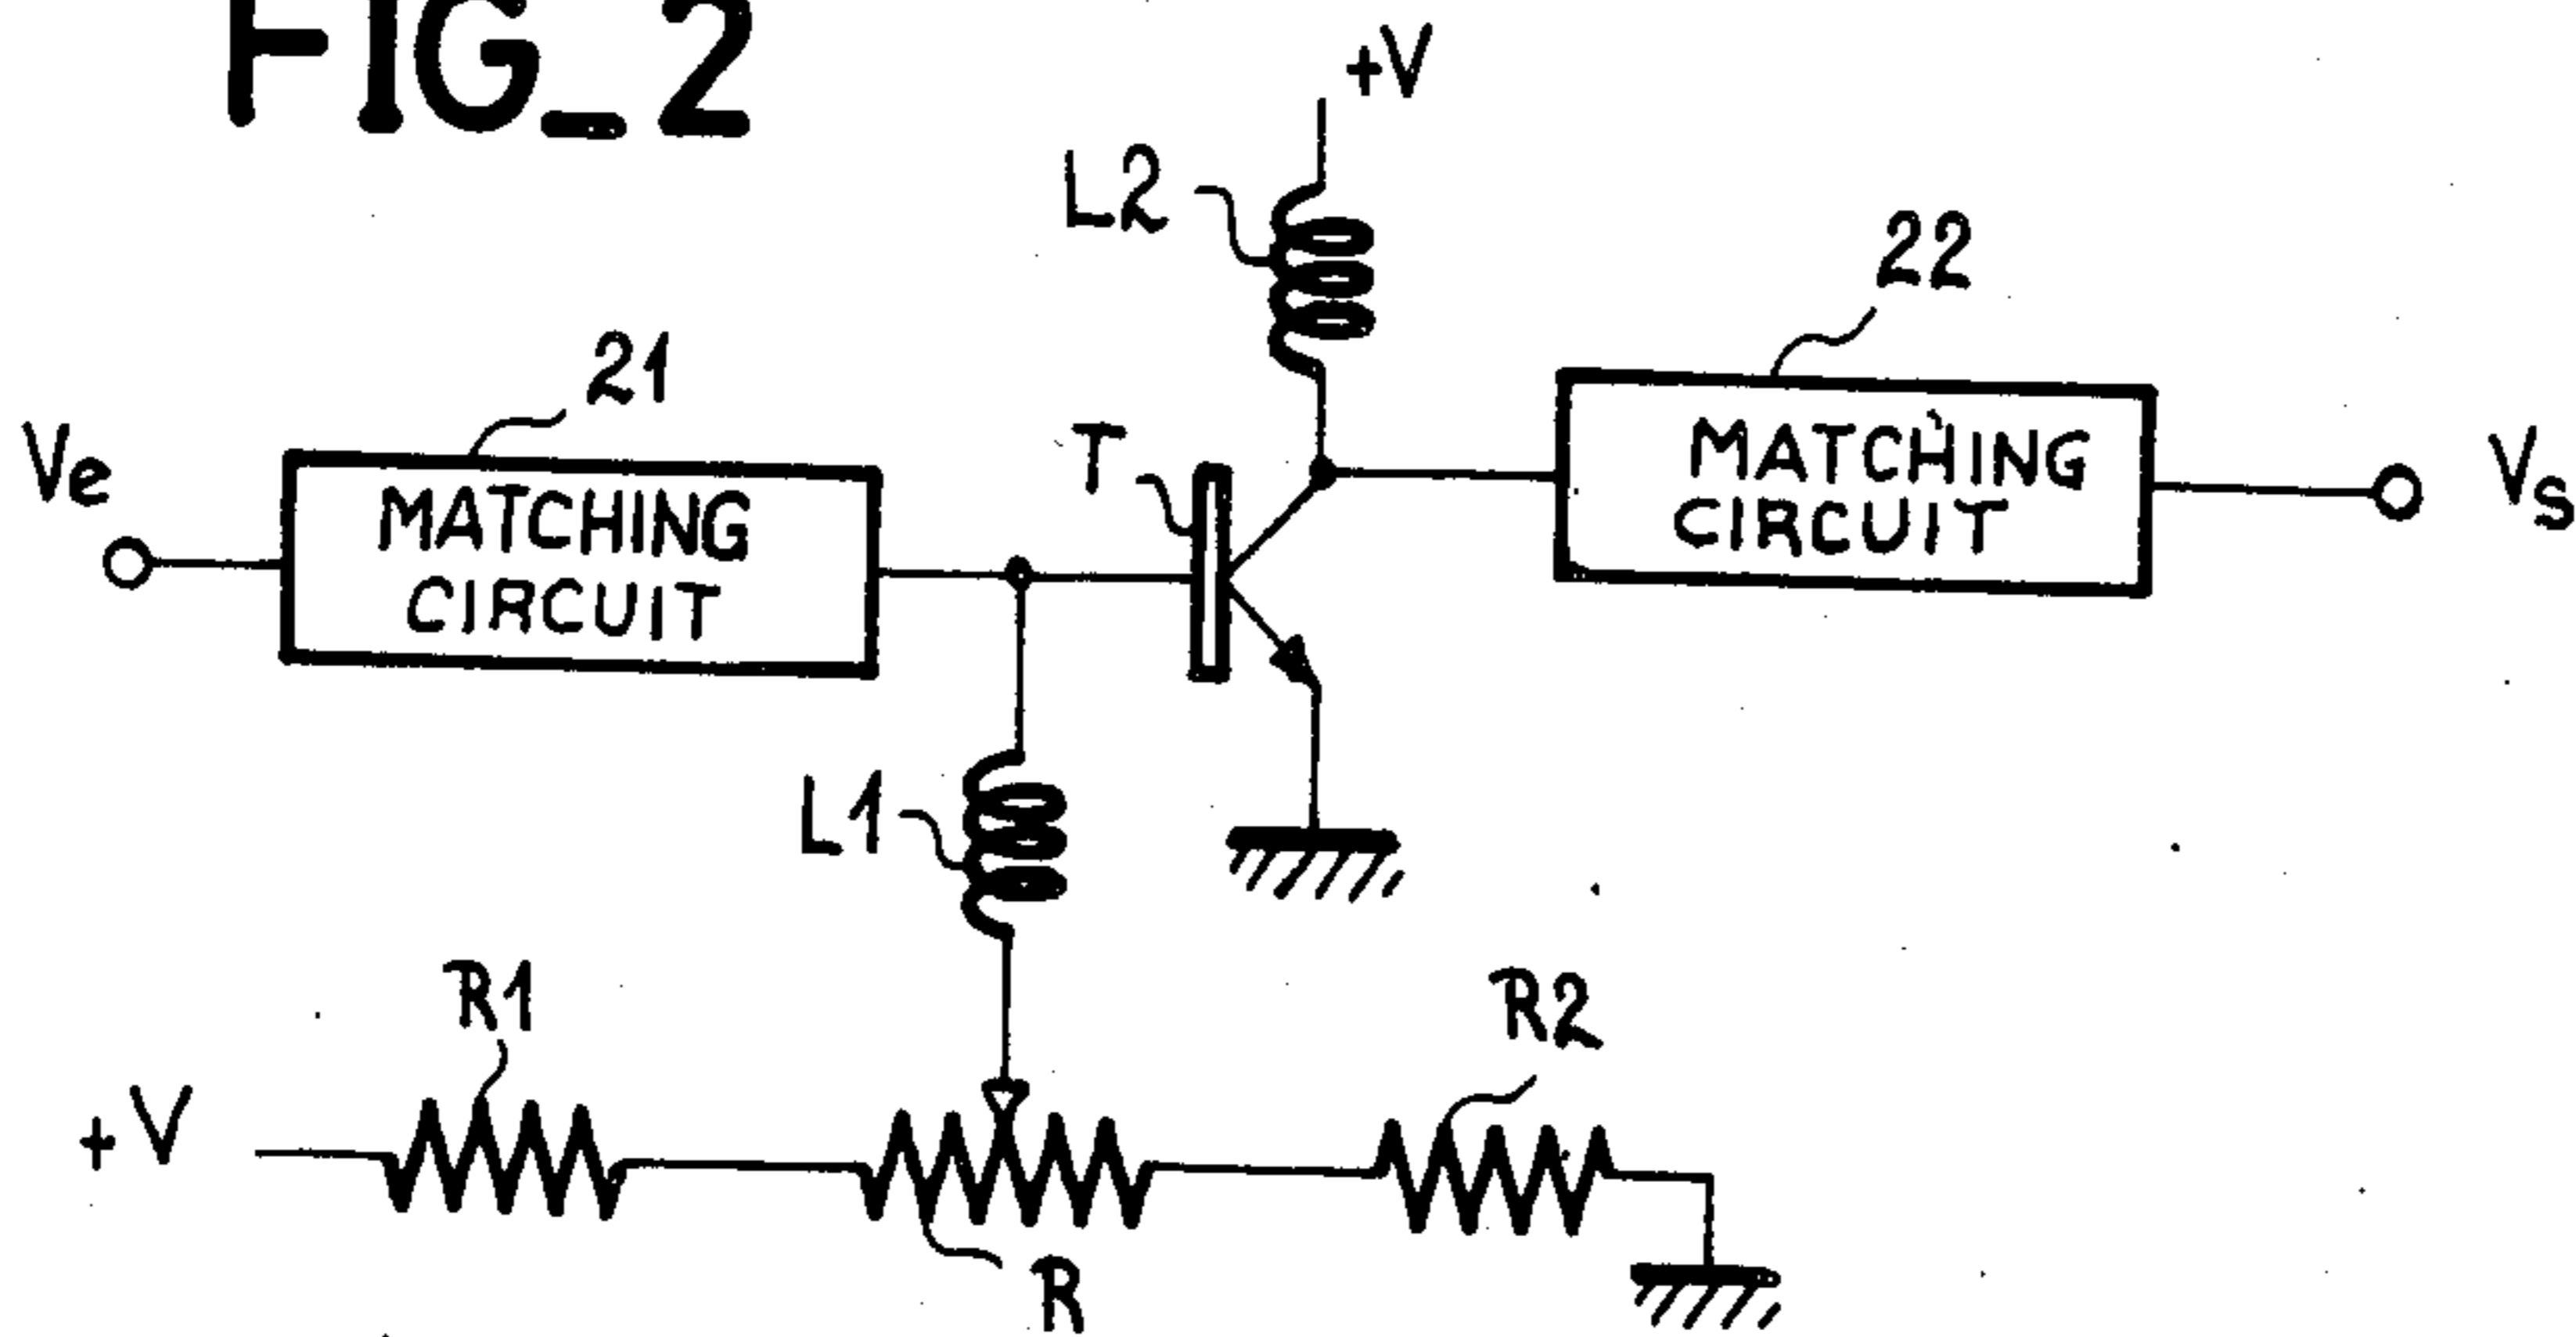 FIG_2
+V
L2
22
21
Ve
MATCHING
CIRCUIT
T
MATCHING
CIRCUIT
Vs
L1
R1
R2
+V
R